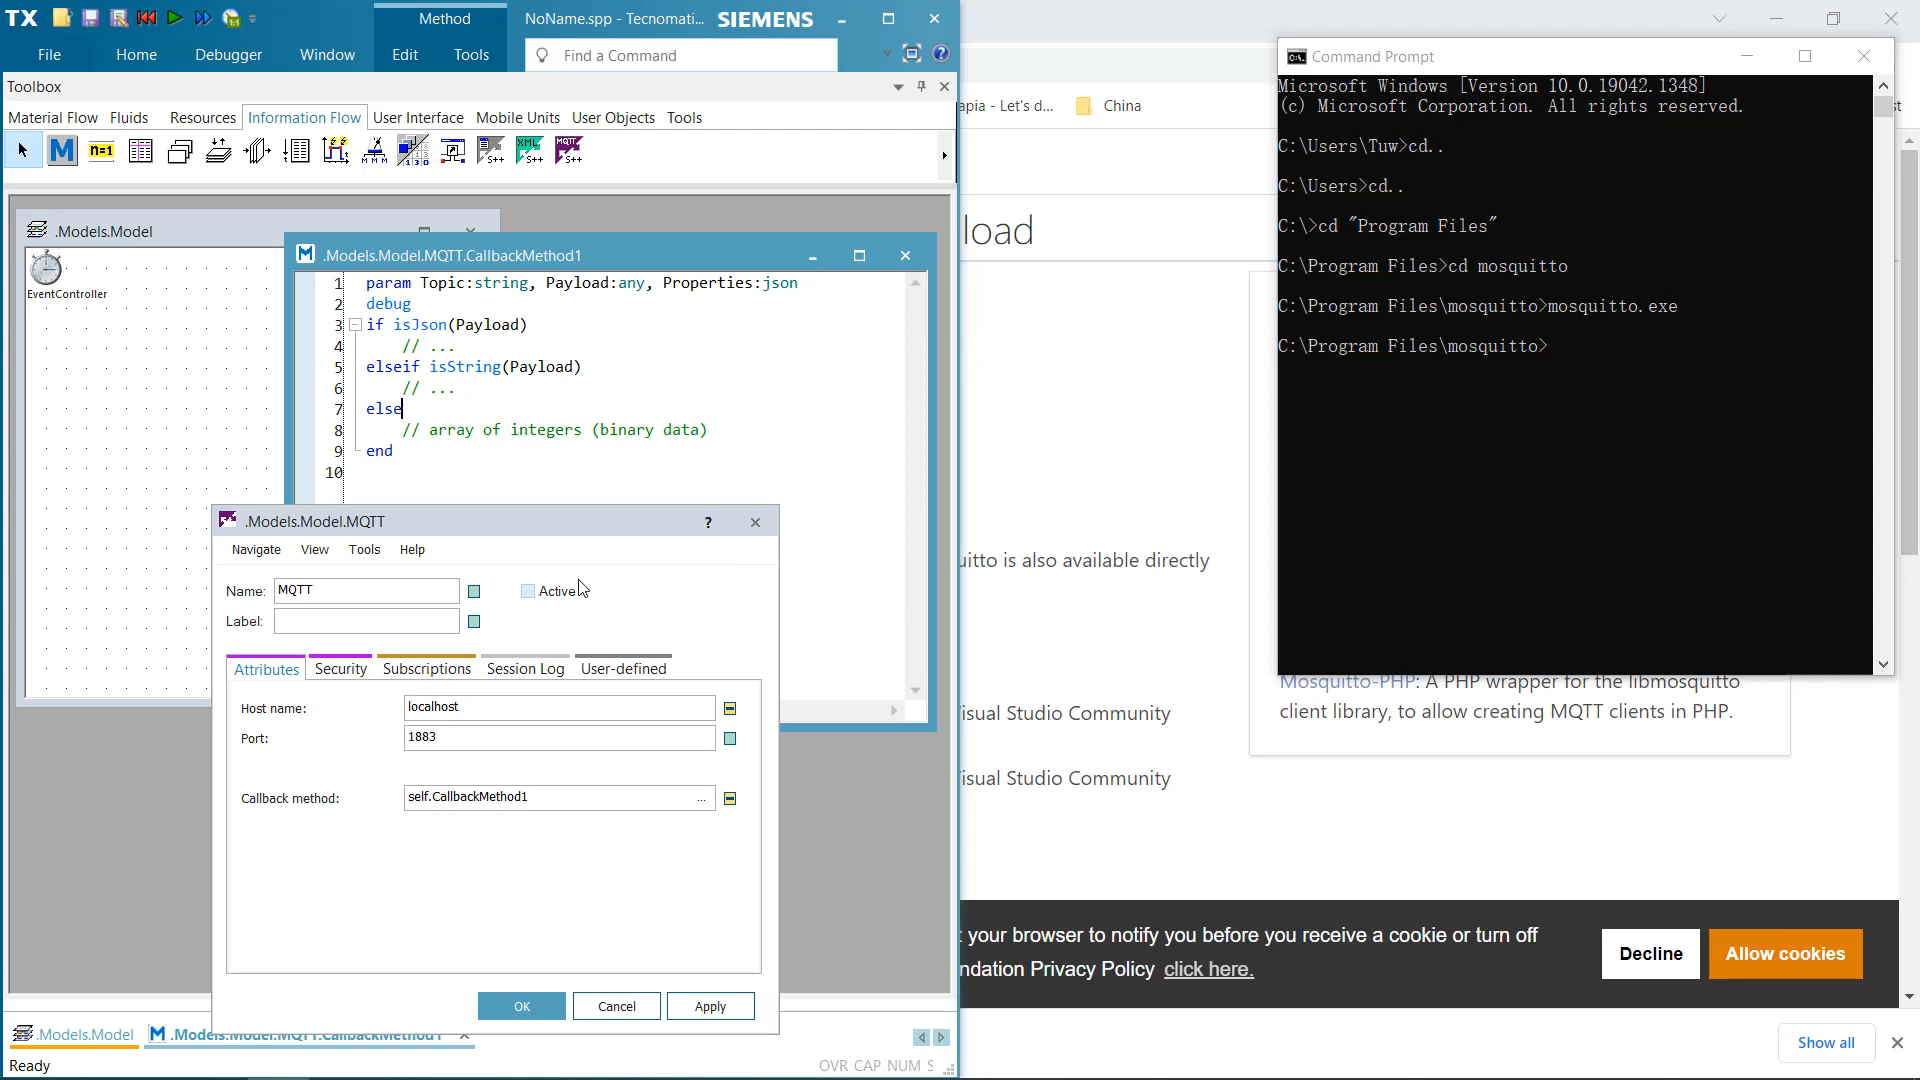 TX
Method
NoName.spp - Tecnomati...
SIEMENS
File
Home
Debugger
Window
Edit
Tools
Find a Command
Toolbox
Material Flow
Fluids
Resources
Information Flow
User Interface
Mobile Units
User Objects
Tools
M
n=1
S++
XML
S++
MQTT
S++
.Models.Model
EventController
M .Models.Model.MQTT.CallbackMethod1
1 param Topic:string, Payload:any, Properties:json
2 debug
3 if isJson(Payload)
4 // ...
5 elseif isString(Payload)
6 // ...
7 else
8 // array of integers (binary data)
9 end
10
.Models.Model.MQTT
?
Navigate
View
Tools
Help
Name:
MQTT
Active
Label:
Attributes
Security
Subscriptions
Session Log
User-defined
Host name:
localhost
Port:
1883
Callback method:
self.CallbackMethod1
...
OK
Cancel
Apply
.Models.Model
M .Models.Model.MQTT.CallbackMethod1
Ready
OVR CAP NUM S
apia - Let's d...
China
load
uitto is also available directly
isual Studio Community
isual Studio Community
Command Prompt
Microsoft Windows [Version 10.0.19042.1348]
(c) Microsoft Corporation. All rights reserved.
C:\Users\Tuw>cd..
C:\Users>cd..
C:\>cd "Program Files"
C:\Program Files>cd mosquitto
C:\Program Files\mosquitto>mosquitto.exe
C:\Program Files\mosquitto>
Mosquitto-PHP: A PHP wrapper for the libmosquitto
client library, to allow creating MQTT clients in PHP.
your browser to notify you before you receive a cookie or turn off
ndation Privacy Policy click here.
Decline
Allow cookies
Show all